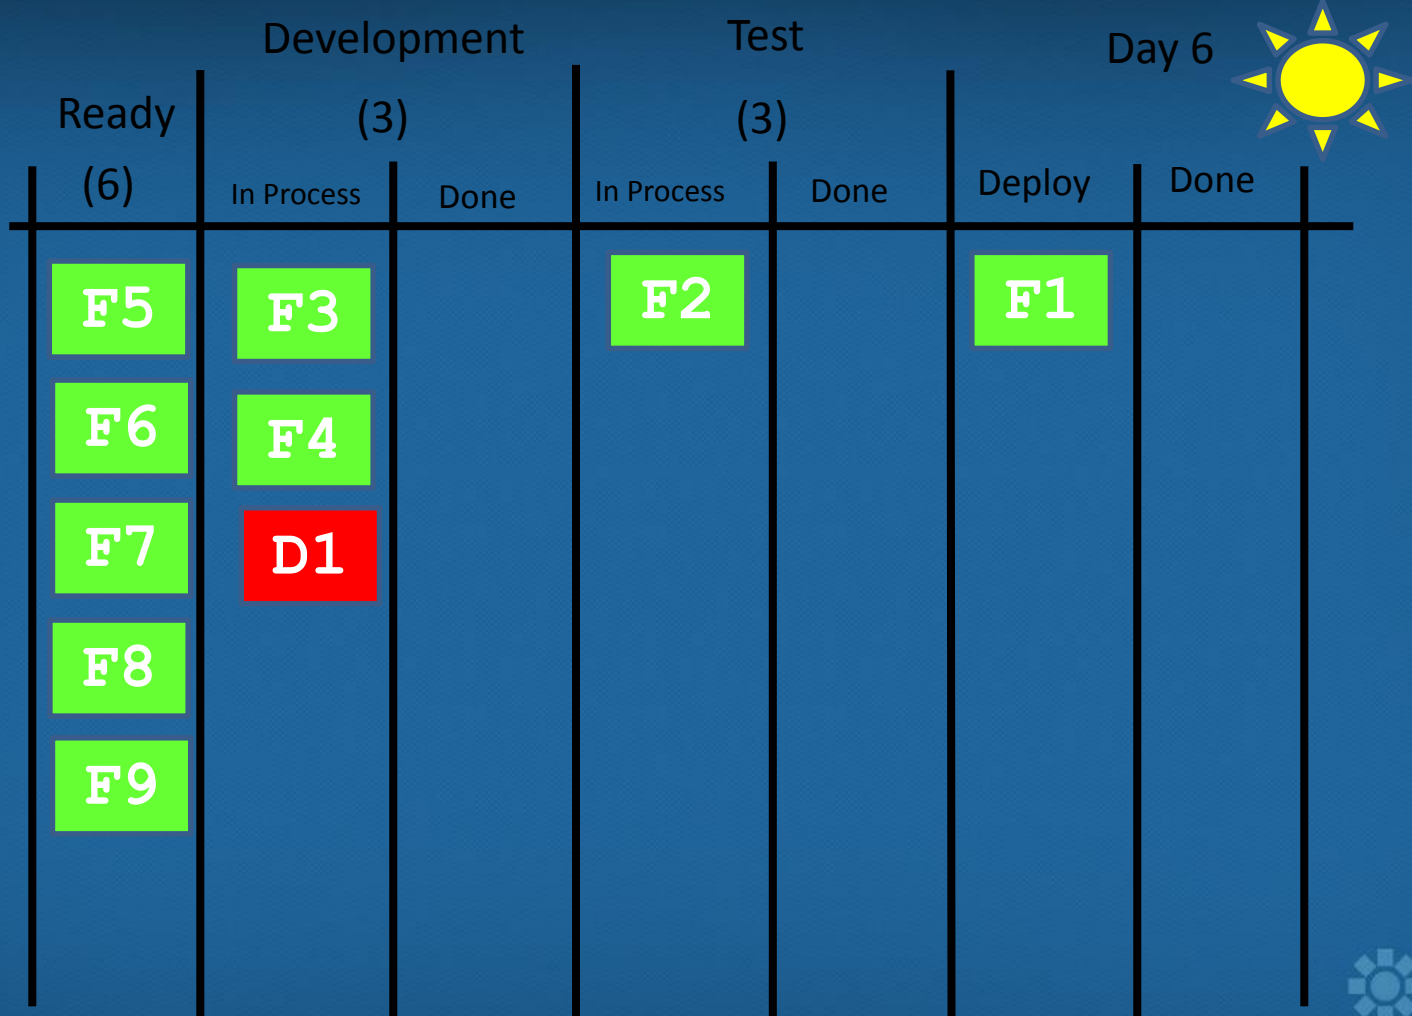 Development
Test
Day 6
Ready
(3)
(3)
(6)
In Process
Done
In Process
Done
Deploy
Done
F5
F3
F2
F1
F6
F4
F7
D1
F8
F9